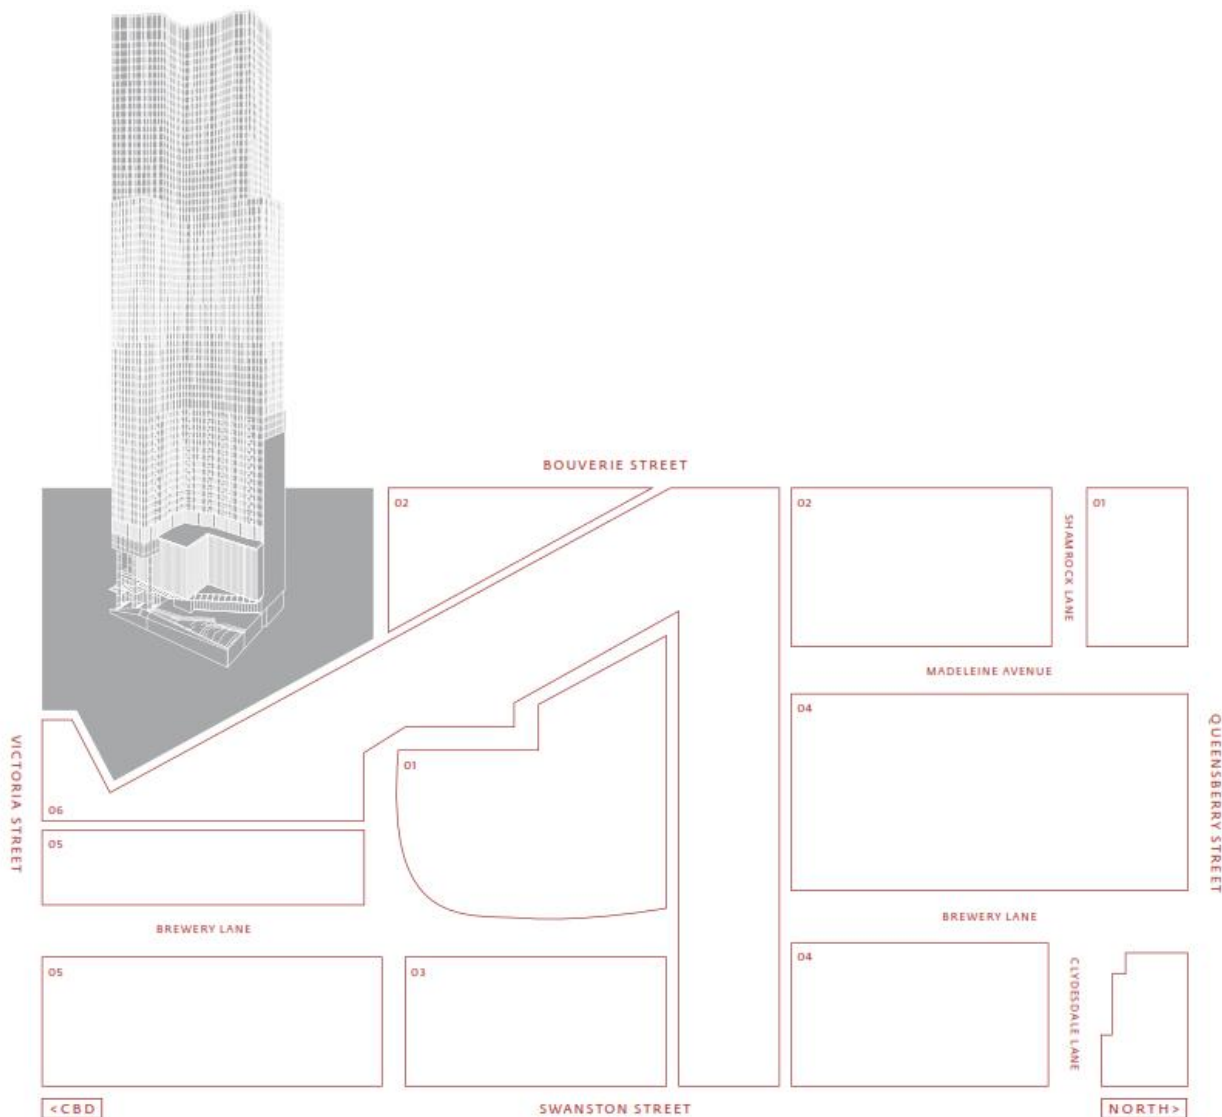 BOUVERIE STREET
02
02
SHAMROCK LANE
01
MADELEINE AVENUE
04
VICTORIA STREET
QUEENSBERRY STREET
01
06
05
BREWERY LANE
BREWERY LANE
05
03
04
CLYDESDALE LANE
<CBD
SWANSTON STREET
NORTH>